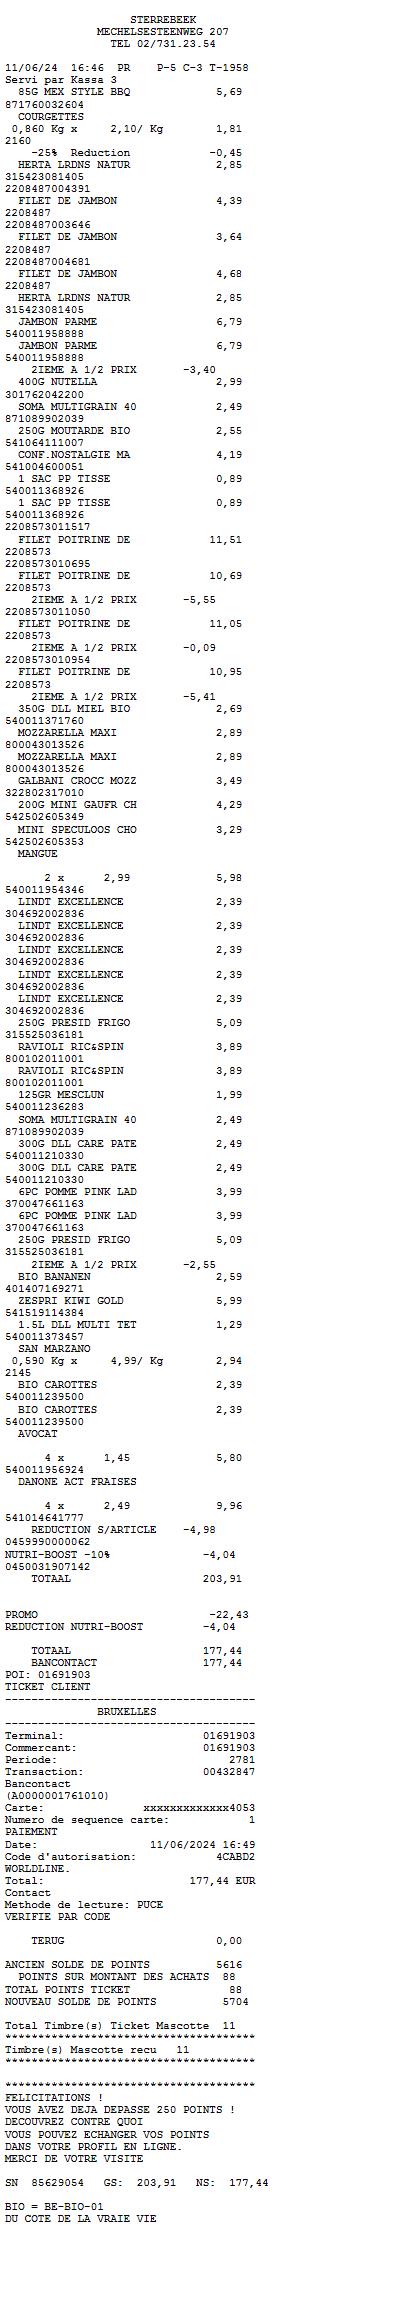 STERREBEEK
MECHELSESTEENWEG 207
TEL 02/731.23.54
11/06/24 16:46 PR P-5 C-3 T-1958
Servi par Kassa 3
85G MEX STYLE BBQ 5,69
871760032604
COURGETTES
0,860 Kg x 2,10/ Kg 1,81
2160
-25% Reduction -0,45
HERTA LRDNS NATUR 2,85
315423081405
2208487004391
FILET DE JAMBON 4,39
2208487
2208487003646
FILET DE JAMBON 3,64
2208487
2208487004681
FILET DE JAMBON 4,68
2208487
HERTA LRDNS NATUR 2,85
315423081405
JAMBON PARME 6,79
540011958888
JAMBON PARME 6,79
540011958888
2IEME A 1/2 PRIX -3,40
400G NUTELLA 2,99
301762042200
SOMA MULTIGRAIN 40 2,49
871089902039
250G MOUTARDE BIO 2,55
541064111007
CONF.NOSTALGIE MA 4,19
541004600051
1 SAC PP TISSE 0,89
540011368926
1 SAC PP TISSE 0,89
540011368926
2208573011517
FILET POITRINE DE 11,51
2208573
2208573010695
FILET POITRINE DE 10,69
2208573
2IEME A 1/2 PRIX -5,55
2208573011050
FILET POITRINE DE 11,05
2208573
2IEME A 1/2 PRIX -0,09
2208573010954
FILET POITRINE DE 10,95
2208573
2IEME A 1/2 PRIX -5,41
350G DLL MIEL BIO 2,69
540011371760
MOZZARELLA MAXI 2,89
800043013526
MOZZARELLA MAXI 2,89
800043013526
GALBANI CROCC MOZZ 3,49
322802317010
200G MINI GAUFR CH 4,29
542502605349
MINI SPECULOOS CHO 3,29
542502605353
MANGUE
2 x 2,99 5,98
540011954346
LINDT EXCELLENCE 2,39
304692002836
LINDT EXCELLENCE 2,39
304692002836
LINDT EXCELLENCE 2,39
304692002836
LINDT EXCELLENCE 2,39
304692002836
LINDT EXCELLENCE 2,39
304692002836
250G PRESID FRIGO 5,09
315525036181
RAVIOLI RIC&SPIN 3,89
800102011001
RAVIOLI RIC&SPIN 3,89
800102011001
125GR MESCLUN 1,99
540011236283
SOMA MULTIGRAIN 40 2,49
871089902039
300G DLL CARE PATE 2,49
540011210330
300G DLL CARE PATE 2,49
540011210330
6PC POMME PINK LAD 3,99
370047661163
6PC POMME PINK LAD 3,99
370047661163
250G PRESID FRIGO 5,09
315525036181
2IEME A 1/2 PRIX -2,55
BIO BANANEN 2,59
401407169271
ZESPRI KIWI GOLD 5,99
541519114384
1.5L DLL MULTI TET 1,29
540011373457
SAN MARZANO
0,590 Kg x 4,99/ Kg 2,94
2145
BIO CAROTTES 2,39
540011239500
BIO CAROTTES 2,39
540011239500
AVOCAT
4 x 1,45 5,80
540011956924
DANONE ACT FRAISES
4 x 2,49 9,96
541014641777
REDUCTION S/ARTICLE -4,98
0459990000062
NUTRI-BOOST -10% -4,04
0450031907142
TOTAAL 203,91
PROMO -22,43
REDUCTION NUTRI-BOOST -4,04
TOTAAL 177,44
BANCONTACT 177,44
POI: 01691903
TICKET CLIENT
--------------------------------------
BRUXELLES
--------------------------------------
Terminal: 01691903
Commercant: 01691903
Periode: 2781
Transaction: 00432847
Bancontact
(A0000001761010)
Carte: xxxxxxxxxxxxx4053
Numero de sequence carte: 1
PAIEMENT
Date: 11/06/2024 16:49
Code d'autorisation: 4CABD2
WORLDLINE.
Total: 177,44 EUR
Contact
Methode de lecture: PUCE
VERIFIE PAR CODE
TERUG 0,00
ANCIEN SOLDE DE POINTS 5616
POINTS SUR MONTANT DES ACHATS 88
TOTAL POINTS TICKET 88
NOUVEAU SOLDE DE POINTS 5704
Total Timbre(s) Ticket Mascotte 11
**************************************
Timbre(s) Mascotte recu 11
**************************************
**************************************
FELICITATIONS !
VOUS AVEZ DEJA DEPASSE 250 POINTS !
DECOUVREZ CONTRE QUOI
VOUS POUVEZ ECHANGER VOS POINTS
DANS VOTRE PROFIL EN LIGNE.
MERCI DE VOTRE VISITE
SN 85629054 GS: 203,91 NS: 177,44
BIO = BE-BIO-01
DU COTE DE LA VRAIE VIE